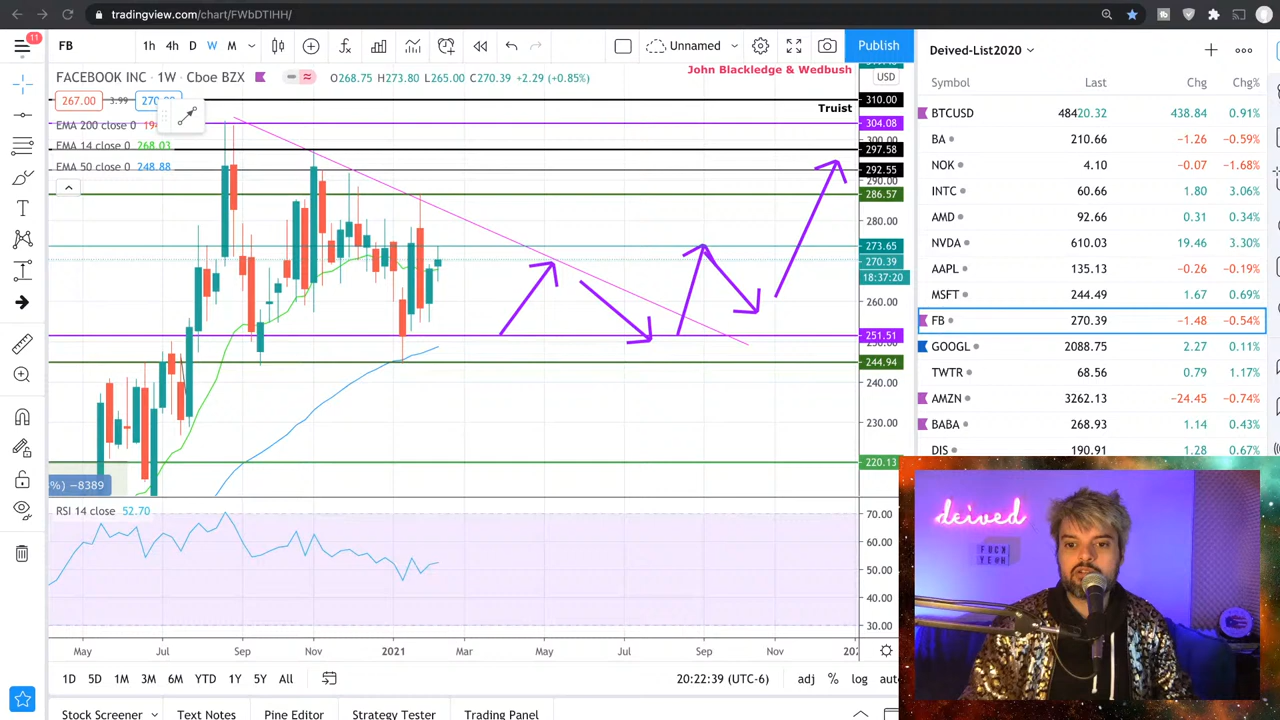 tradingview.com/chart/FWbDTIHH/
11
FB
1h 4h D W M
Unnamed
Publish
Deived-List2020
FACEBOOK INC · 1W · Cboe BZX
O268.75 H273.80 L265.00 C270.39 +2.29 (+0.85%)
John Blackledge & Wedbush
USD
Symbol Last Chg Chg%
267.00 3.99
310.00
Truist
EMA 200 close 0
304.08
300.00
EMA 14 close 0 268.03
297.58
EMA 50 close 0 248.88
292.55
290.00
286.57
280.00
273.65
270.39
18:37:20
260.00
251.51
250.00
244.94
240.00
230.00
220.13
%) −8389
BTCUSD 48420.32 438.84 0.91%
BA 210.66 −1.26 −0.59%
NOK 4.10 −0.07 −1.68%
INTC 60.66 1.80 3.06%
AMD 92.66 0.31 0.34%
NVDA 610.03 19.46 3.30%
AAPL 135.13 −0.26 −0.19%
MSFT 244.49 1.67 0.69%
FB 270.39 −1.48 −0.54%
GOOGL 2088.75 2.27 0.11%
TWTR 68.56 0.79 1.17%
AMZN 3262.13 −24.45 −0.74%
BABA 268.93 1.14 0.43%
DIS 190.91 1.28 0.67%
RSI 14 close 52.70
70.00
60.00
50.00
40.00
30.00
deived
FUCK
YEAH
May Jul Sep Nov 2021 Mar May Jul Sep Nov
1D 5D 1M 3M 6M YTD 1Y 5Y All
20:22:39 (UTC-6)
adj % log
Stock Screener Text Notes Pine Editor Strategy Tester Trading Panel